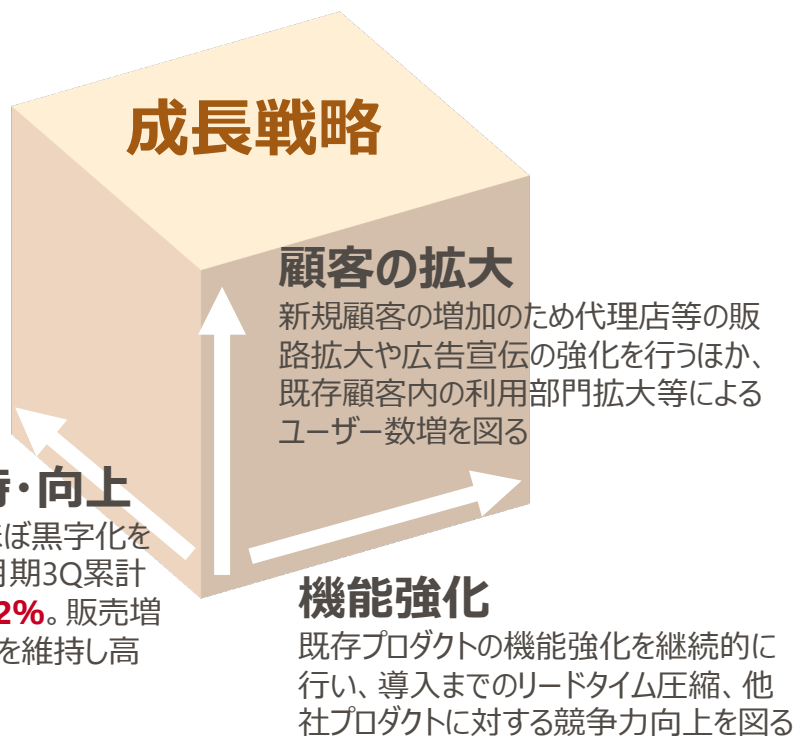 成長戦略
顧客の拡大
新規顧客の増加のため代理店等の販
路拡大や広告宣伝の強化を行うほか、
既存顧客内の利用部門拡大等による
ユーザー数増を図る
・向上
ぼ黒字化を
期3Q累計
2%。販売増
を維持し高
機能強化
既存プロダクトの機能強化を継続的に
行い、導入までのリードタイム圧縮、他
社プロダクトに対する競争力向上を図る